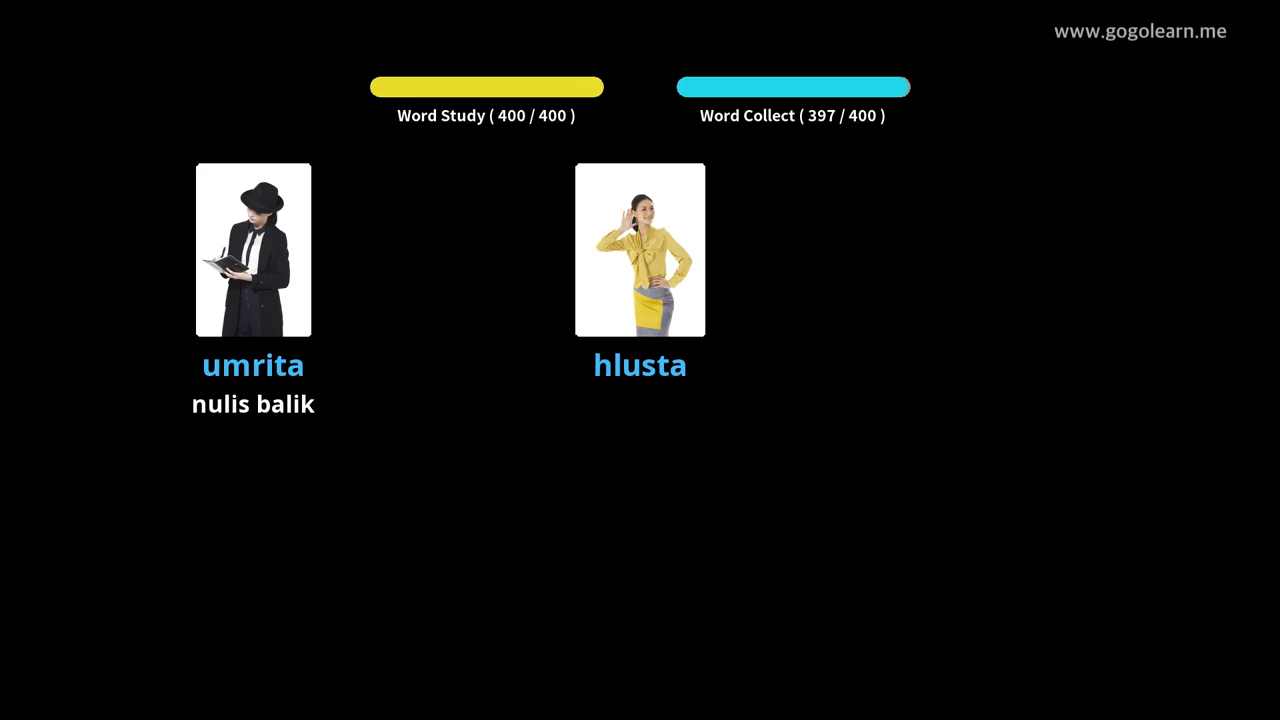 www.gogolearn.me
Word Study ( 400 / 400 )
Word Collect ( 397 / 400 )
umrita
hlusta
nulis balik